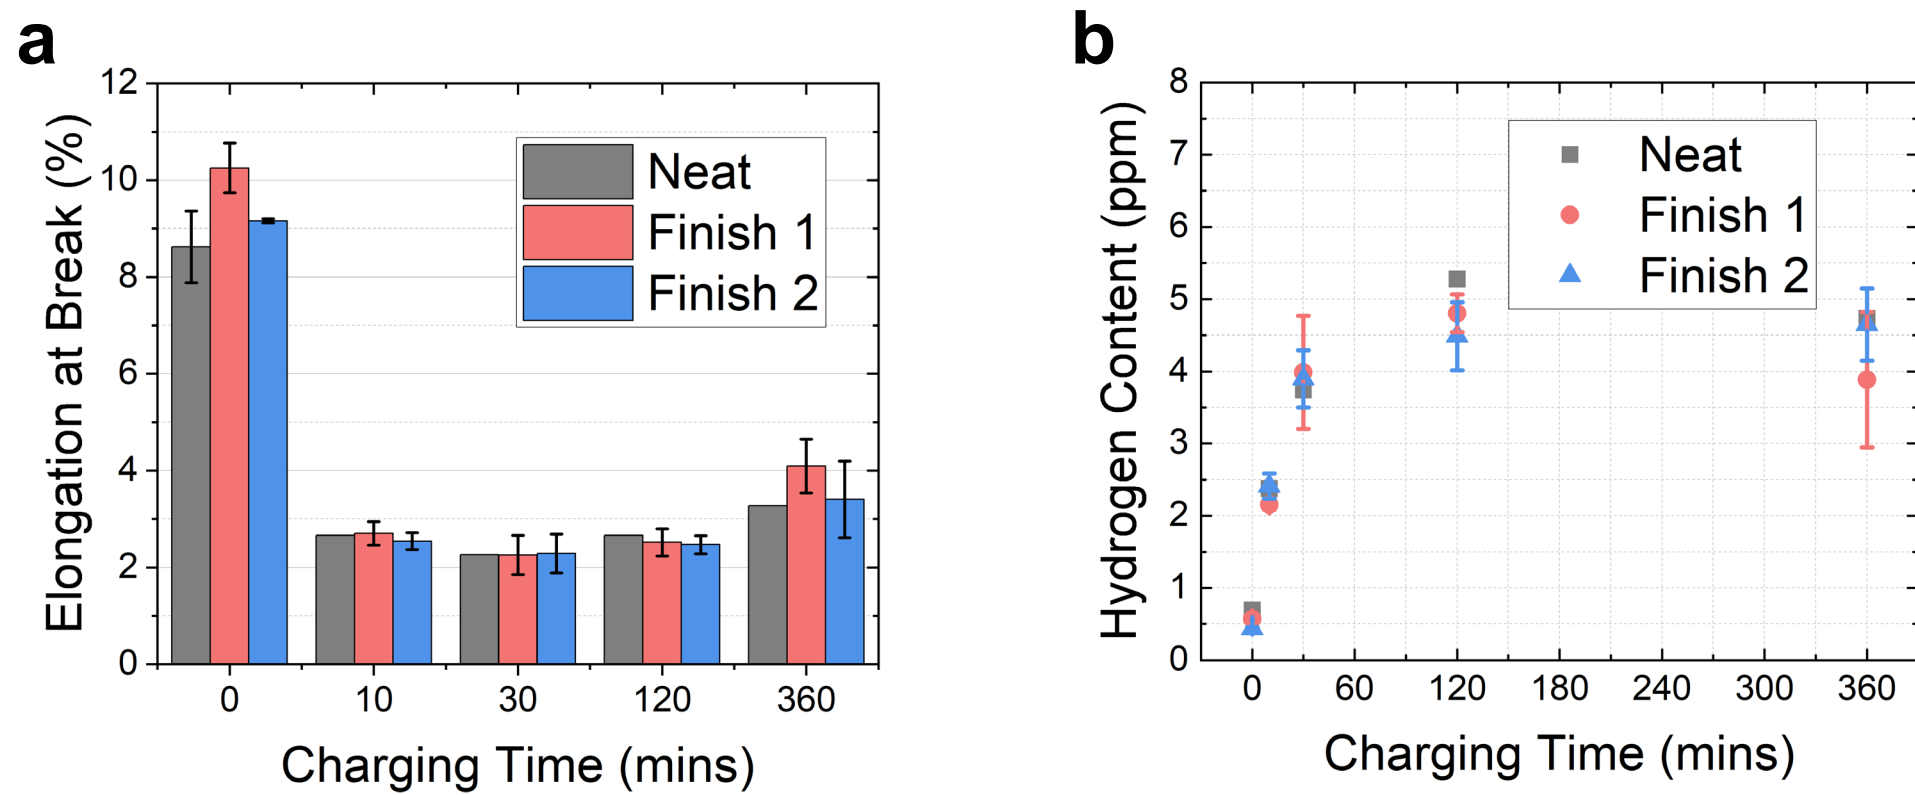 a
12
10
8
6
4
2
0
Elongation at Break (%)
Neat
Finish 1
Finish 2
0 10 30 120 360
Charging Time (mins)
b
8
7
6
5
4
3
2
1
0
Hydrogen Content (ppm)
Neat
Finish 1
Finish 2
0 60 120 180 240 300 360
Charging Time (mins)